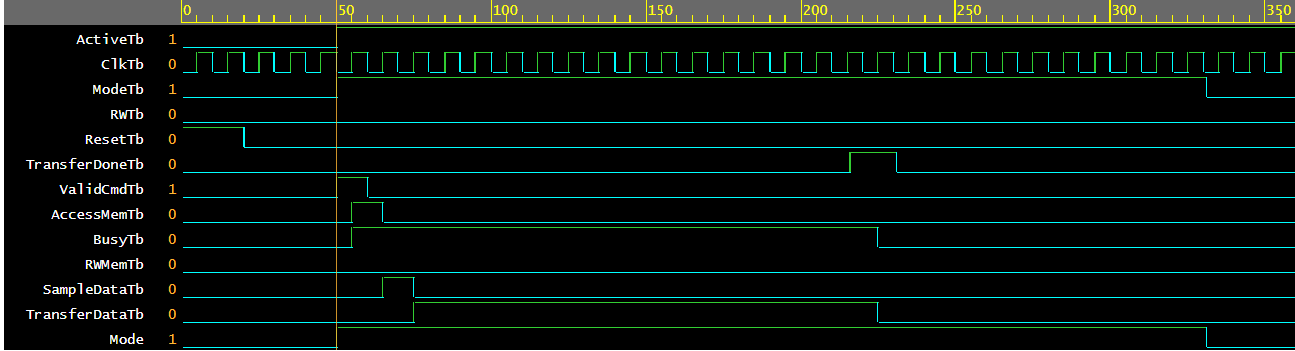 0 50 100 150 200 250 300 350
ActiveTb 1
ClkTb 0
ModeTb 1
RWTb 0
ResetTb 0
TransferDoneTb 0
ValidCmdTb 1
AccessMemTb 0
BusyTb 0
RWMemTb 0
SampleDataTb 0
TransferDataTb 0
Mode 1